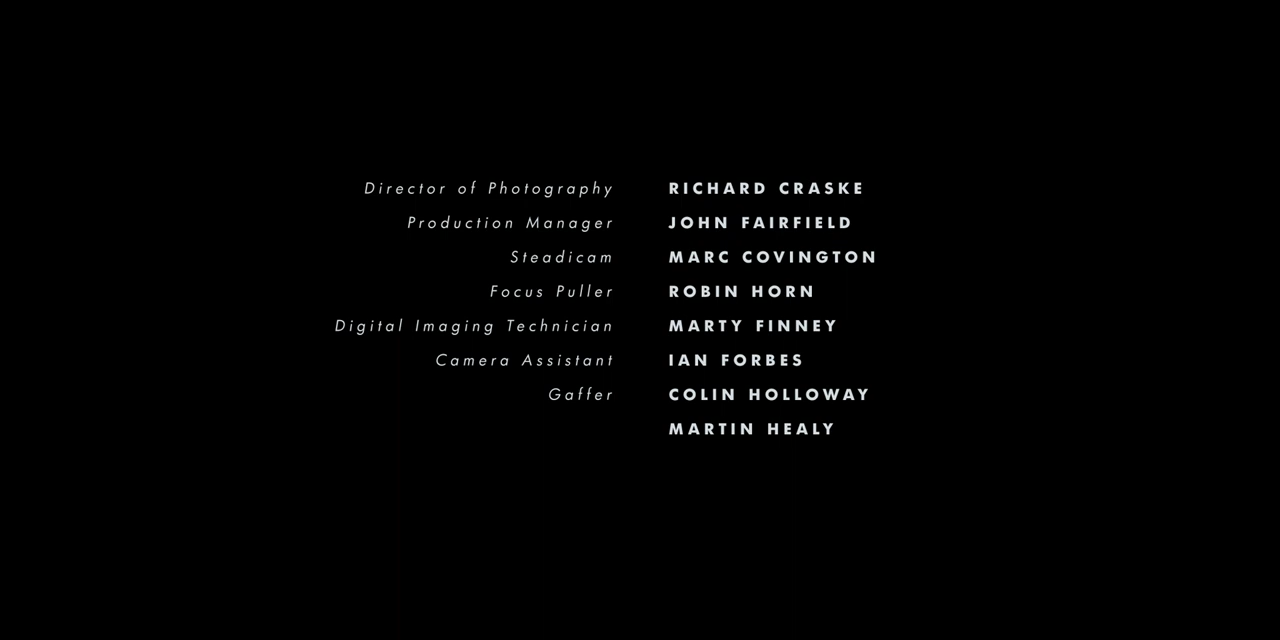 Director of Photography RICHARD CRASKE
Production Manager JOHN FAIRFIELD
Steadicam MARC COVINGTON
Focus Puller ROBIN HORN
Digital Imaging Technician MARTY FINNEY
Camera Assistant IAN FORBES
Gaffer COLIN HOLLOWAY
MARTIN HEALY